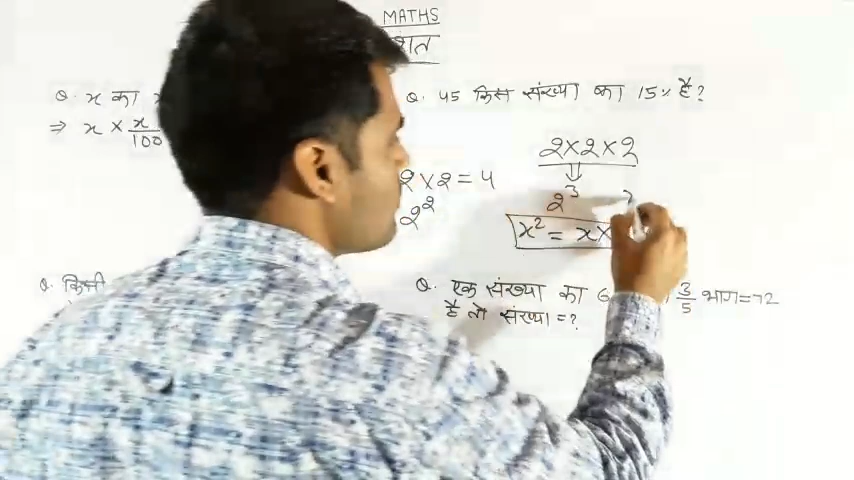 MATHS
Q. x का
⇒ x × x/100
Q. 45 किस संख्या का 15% है?
2×2×2
⇓
2×2 = 4
2³
2²
x² = x×
Q. किसी
Q. एक संख्या का 6 3/5 भाग=72
है तो संख्या =?